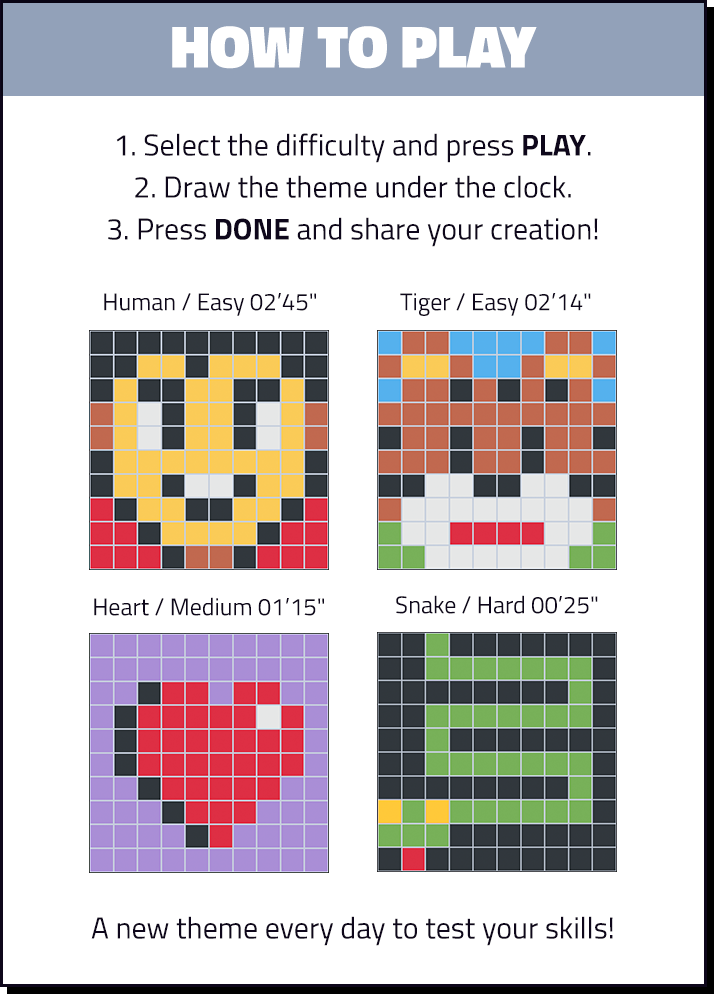 HOW TO PLAY
1. Select the difficulty and press PLAY.
2. Draw the theme under the clock.
3. Press DONE and share your creation!
Human / Easy 02’45"
Tiger / Easy 02’14"
Heart / Medium 01’15"
Snake / Hard 00’25"
A new theme every day to test your skills!